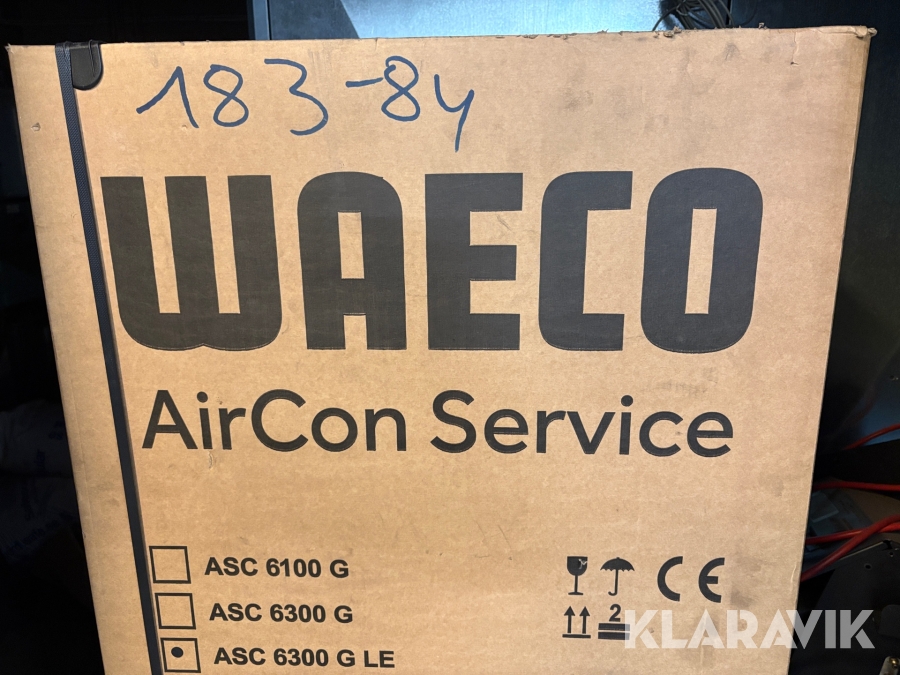 183-84
WAECO
AirCon Service
ASC 6100 G
ASC 6300 G
ASC 6300 G LE
CE
2
KLARAVIK